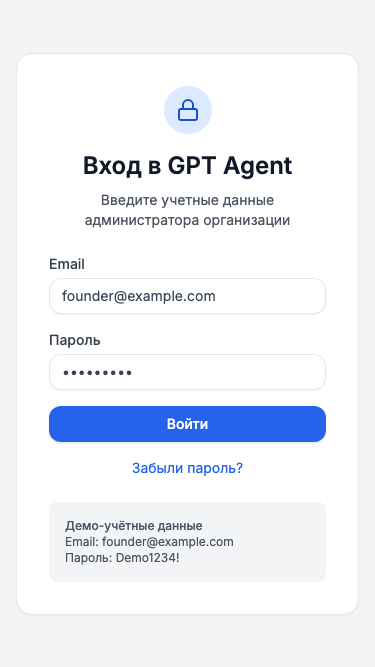 Вход в GPT Agent
Введите учетные данные
администратора организации
Email
founder@example.com
Пароль
•••••••••
Войти
Забыли пароль?
Демо-учётные данные
Email: founder@example.com
Пароль: Demo1234!